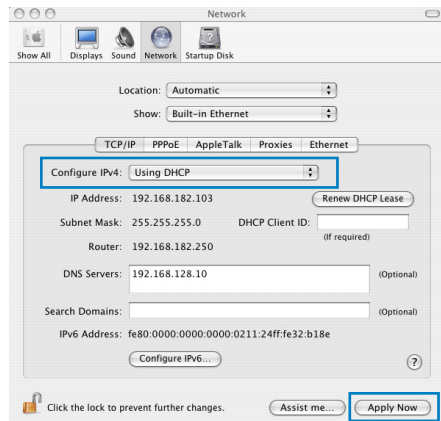 Network
Show All Displays Sound Network Startup Disk
Location: Automatic
Show: Built-in Ethernet
TCP/IP PPPoE AppleTalk Proxies Ethernet
Configure IPv4: Using DHCP
IP Address: 192.168.182.103 Renew DHCP Lease
Subnet Mask: 255.255.255.0 DHCP Client ID:
(If required)
Router: 192.168.182.250
DNS Servers: 192.168.128.10 (Optional)
Search Domains: (Optional)
IPv6 Address: fe80:0000:0000:0000:0211:24ff:fe32:b18e
Configure IPv6... ?
Click the lock to prevent further changes. Assist me... Apply Now